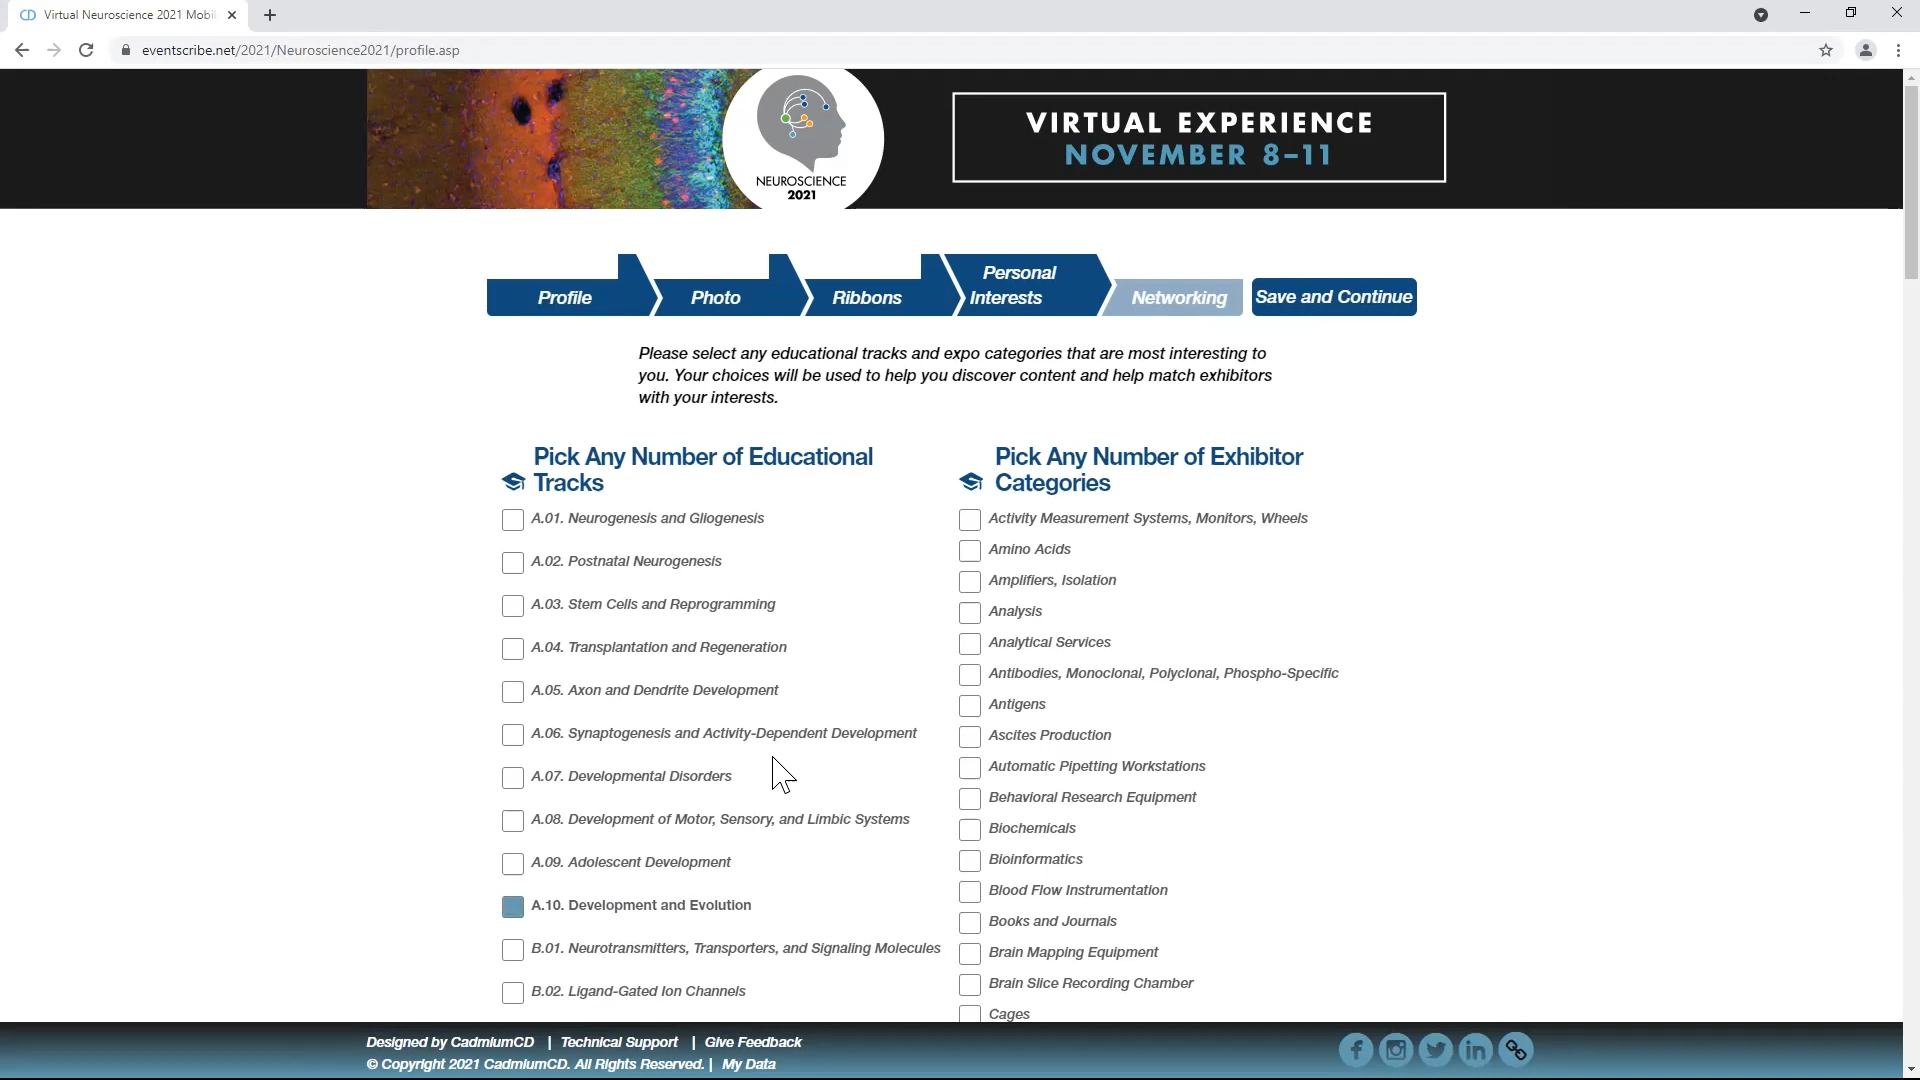 Virtual Neuroscience 2021 Mobil
eventscribe.net/2021/Neuroscience2021/profile.asp
NEUROSCIENCE
2021
VIRTUAL EXPERIENCE
NOVEMBER 8–11
Profile
Photo
Ribbons
Personal
Interests
Networking
Save and Continue
Please select any educational tracks and expo categories that are most interesting to
you. Your choices will be used to help you discover content and help match exhibitors
with your interests.
Pick Any Number of Educational
Tracks
A.01. Neurogenesis and Gliogenesis
A.02. Postnatal Neurogenesis
A.03. Stem Cells and Reprogramming
A.04. Transplantation and Regeneration
A.05. Axon and Dendrite Development
A.06. Synaptogenesis and Activity-Dependent Development
A.07. Developmental Disorders
A.08. Development of Motor, Sensory, and Limbic Systems
A.09. Adolescent Development
A.10. Development and Evolution
B.01. Neurotransmitters, Transporters, and Signaling Molecules
B.02. Ligand-Gated Ion Channels
Pick Any Number of Exhibitor
Categories
Activity Measurement Systems, Monitors, Wheels
Amino Acids
Amplifiers, Isolation
Analysis
Analytical Services
Antibodies, Monoclonal, Polyclonal, Phospho-Specific
Antigens
Ascites Production
Automatic Pipetting Workstations
Behavioral Research Equipment
Biochemicals
Bioinformatics
Blood Flow Instrumentation
Books and Journals
Brain Mapping Equipment
Brain Slice Recording Chamber
Cages
Designed by CadmiumCD | Technical Support | Give Feedback
© Copyright 2021 CadmiumCD. All Rights Reserved. | My Data